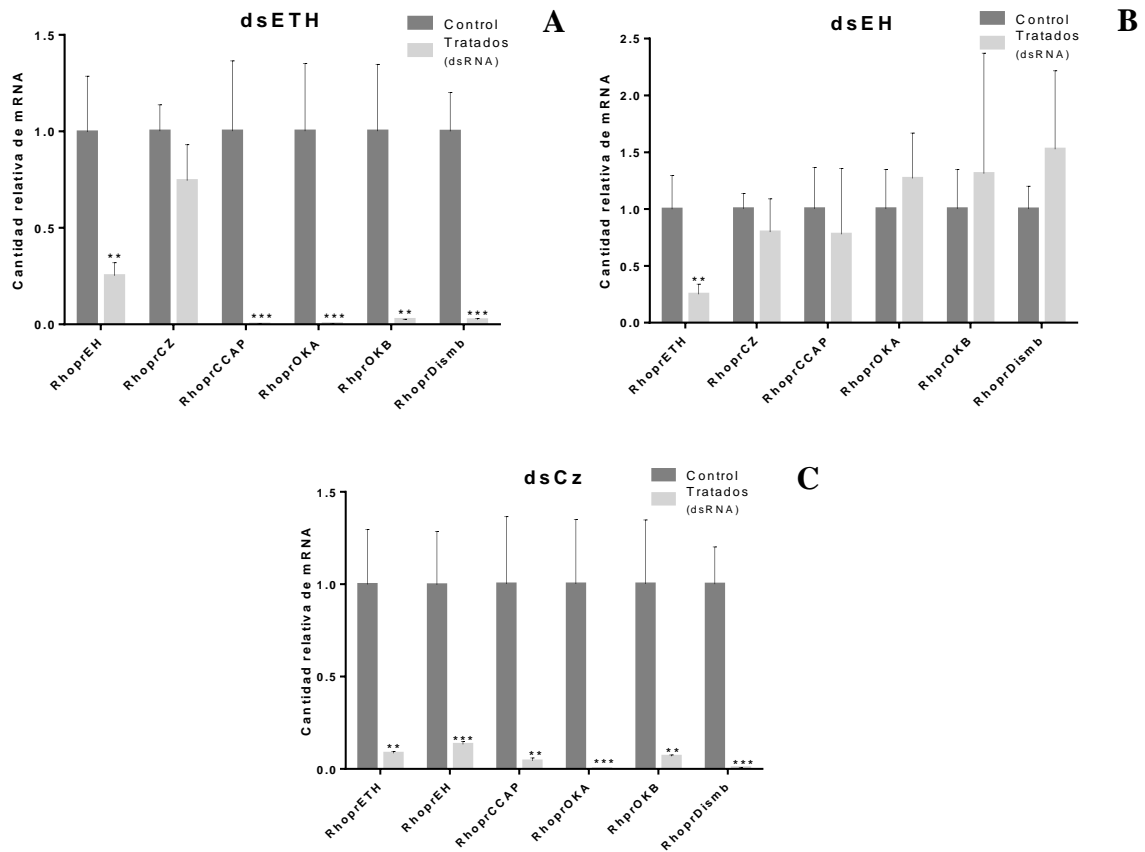 dsETH
Control
Tratados
(dsRNA)
A
Cantidad relativa de mRNA
1.5
1.0
0.5
0.0
**
***
***
**
***
RhoprEH
RhoprCZ
RhoprCCAP
RhoprOKA
RhprOKB
RhoprDismb
dsEH
Control
Tratados
(dsRNA)
B
Cantidad relativa de mRNA
2.5
2.0
1.5
1.0
0.5
0.0
**
RhoprETH
RhoprCZ
RhoprCCAP
RhoprOKA
RhprOKB
RhoprDismb
dsCz
Control
Tratados
(dsRNA)
C
Cantidad relativa de mRNA
1.5
1.0
0.5
0.0
**
***
**
***
**
***
RhoprETH
RhoprEH
RhoprCCAP
RhoprOKA
RhprOKB
RhoprDismb